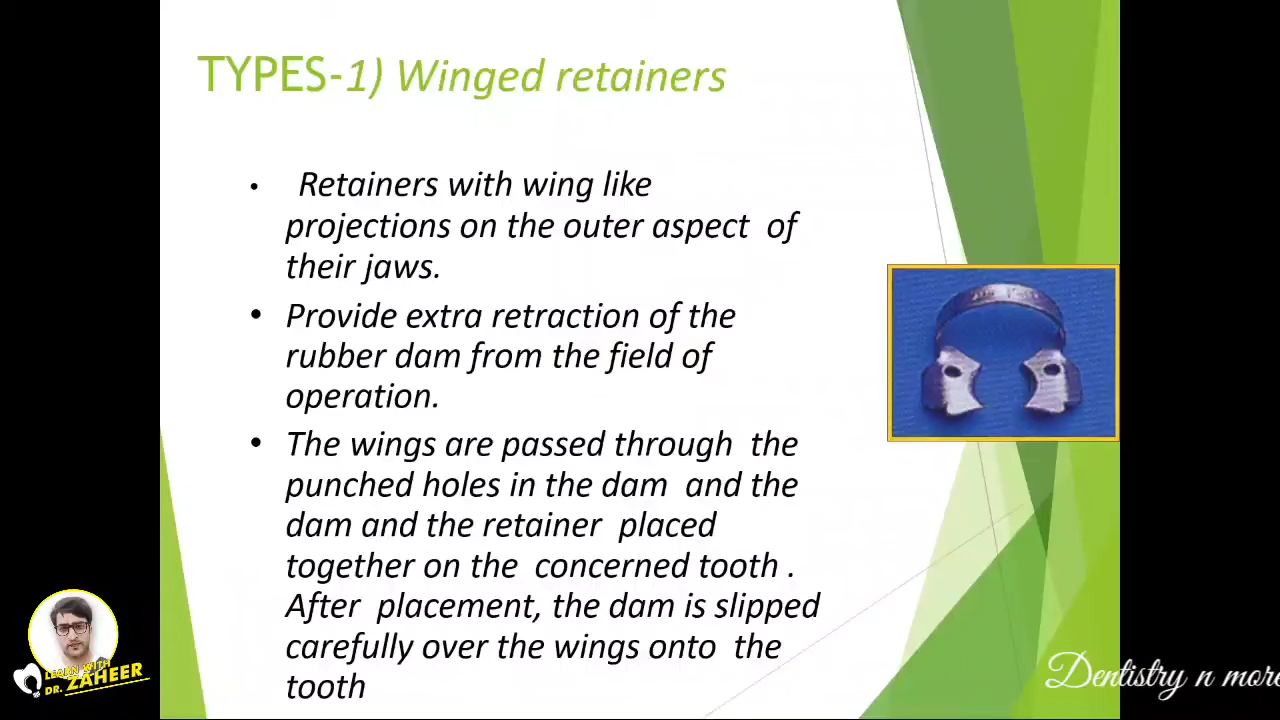 TYPES-1) Winged retainers
• Retainers with wing like
projections on the outer aspect of
their jaws.
• Provide extra retraction of the
rubber dam from the field of
operation.
• The wings are passed through the
punched holes in the dam and the
dam and the retainer placed
together on the concerned tooth .
After placement, the dam is slipped
carefully over the wings onto the
tooth
LEARN WITH
DR. ZAHEER
Dentistry n more